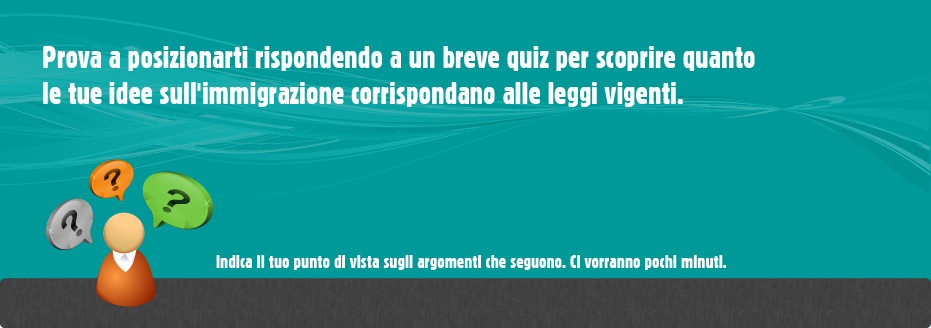 Prova a posizionarti rispondendo a un breve quiz per scoprire quanto
le tue idee sull'immigrazione corrispondano alle leggi vigenti.
? ? ?
Indica il tuo punto di vista sugli argomenti che seguono. Ci vorranno pochi minuti.